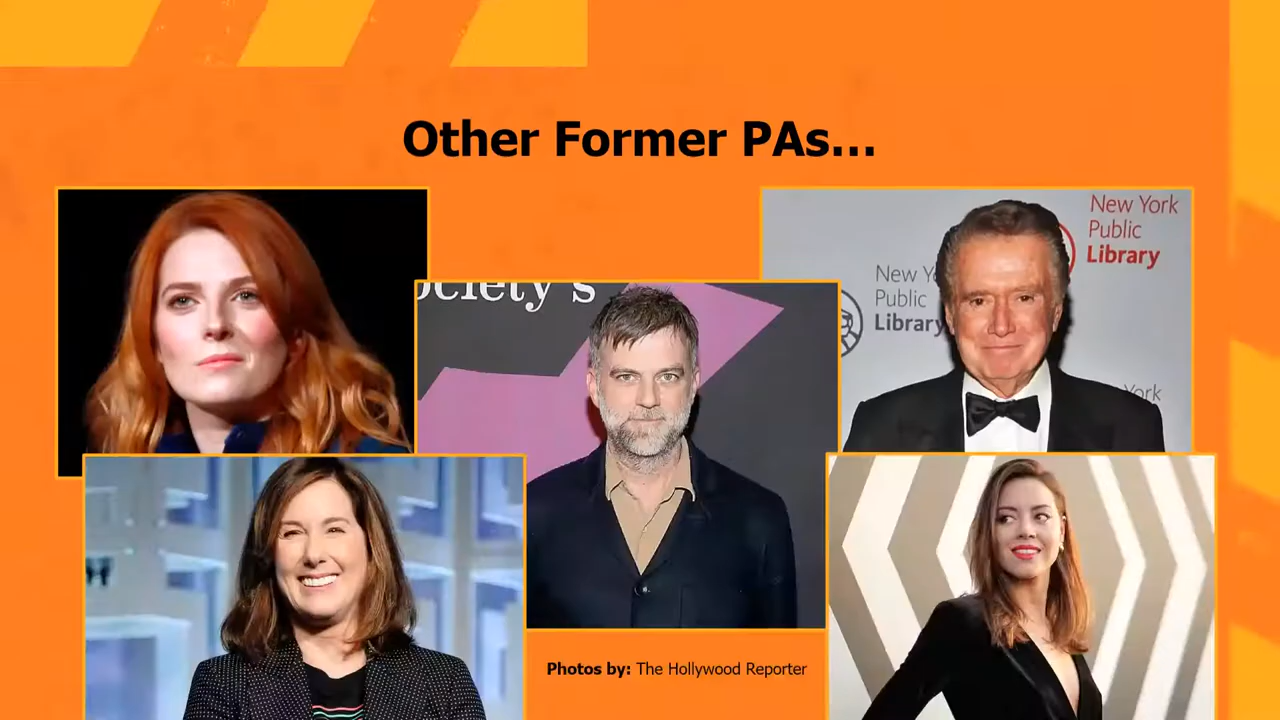 Other Former PAs...
New York
Public
Library
New Y
Public
Library
York
ociety's
Photos by: The Hollywood Reporter